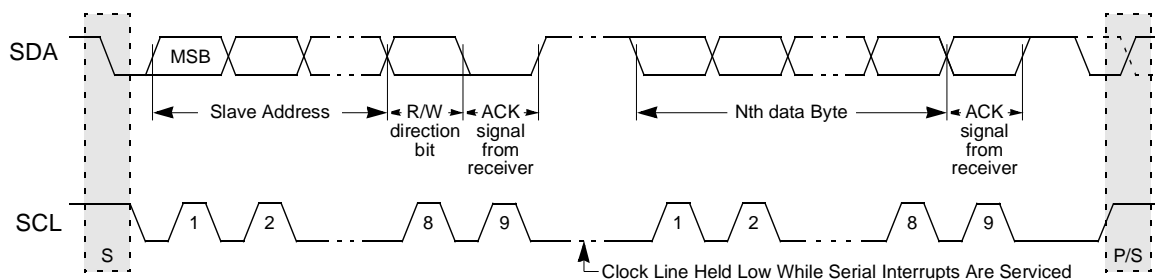 SDA
MSB
Slave Address
R/W
direction
bit
ACK
signal
from
receiver
Nth data Byte
ACK
signal
from
receiver
SCL
S
1
2
8
9
1
2
8
9
P/S
Clock Line Held Low While Serial Interrupts Are Serviced